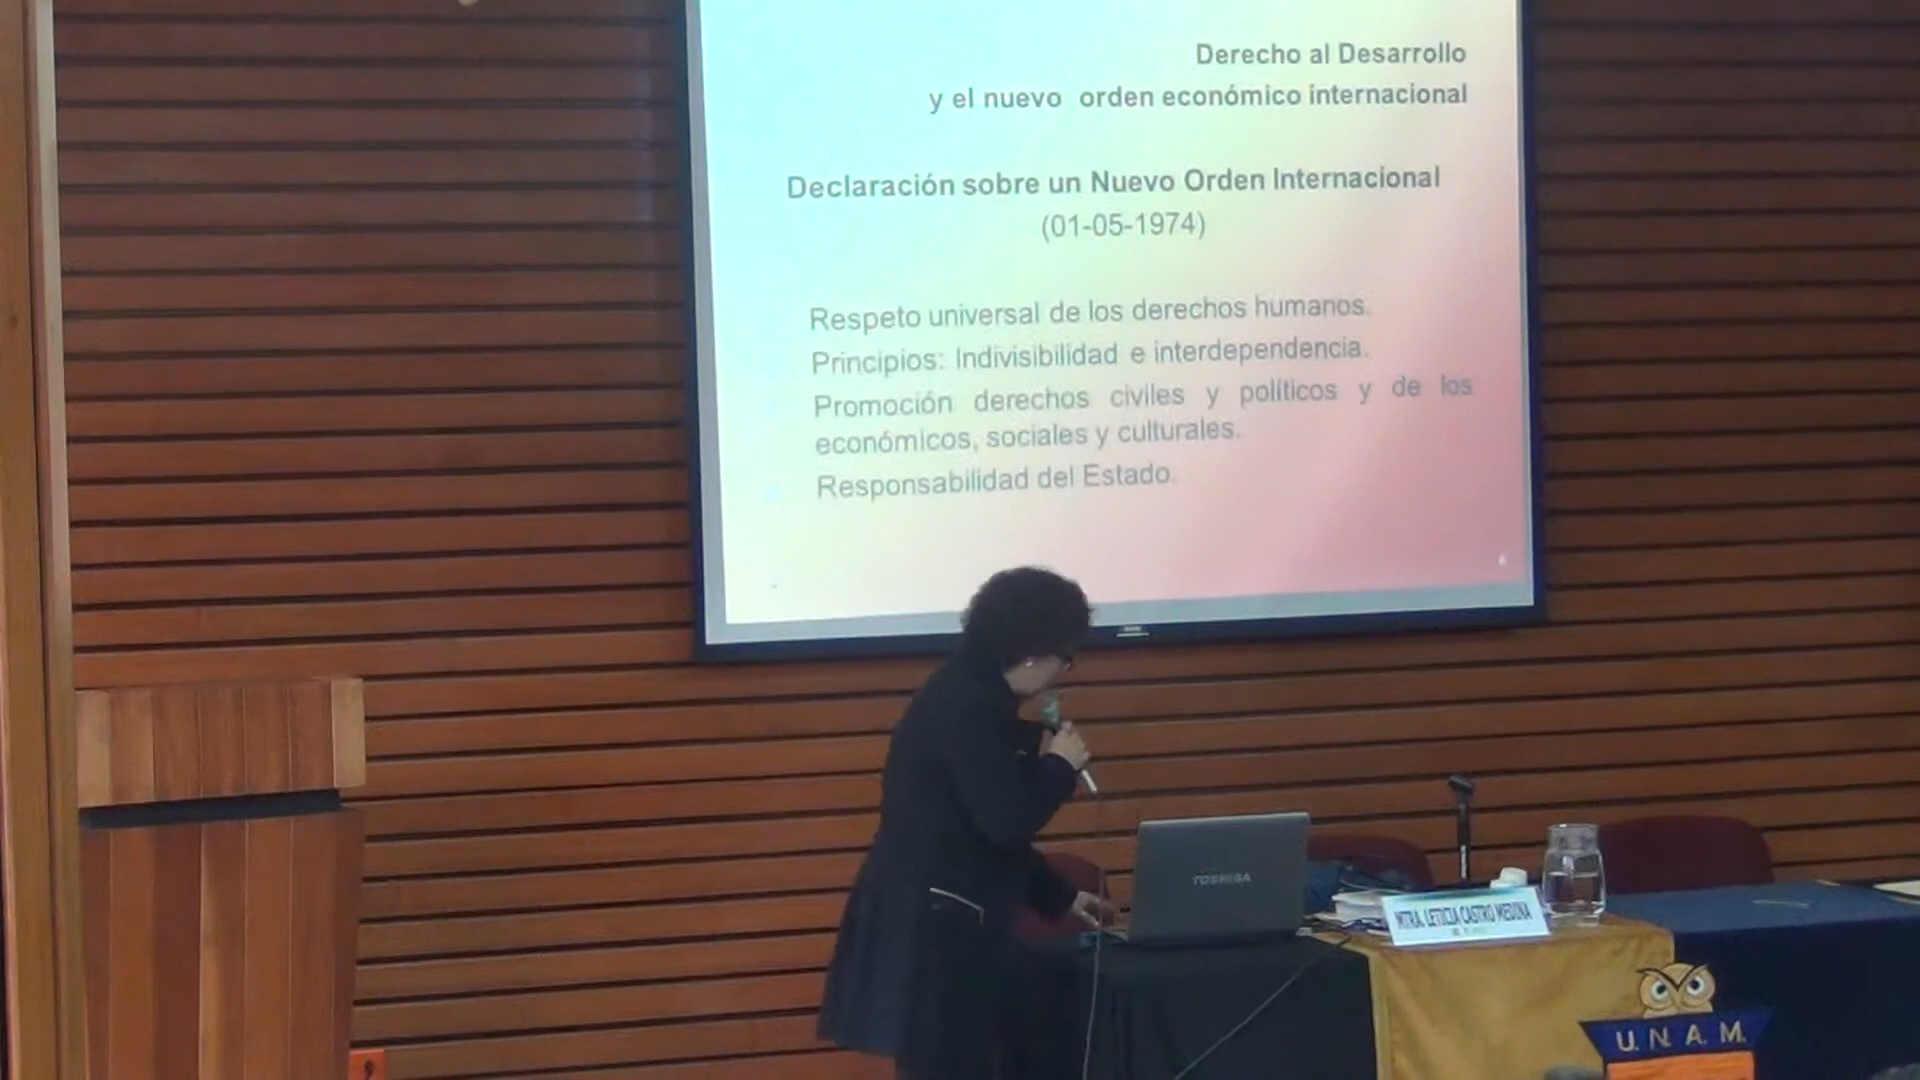 Derecho al Desarrollo
y el nuevo orden económico internacional
Declaración sobre un Nuevo Orden Internacional
(01-05-1974)
Respeto universal de los derechos humanos.
Principios: Indivisibilidad e interdependencia.
Promoción derechos civiles y políticos y de los
económicos, sociales y culturales.
Responsabilidad del Estado.
TOSHIBA
MTRA. LETICIA CASTRO MEDINA
U. N. A. M.